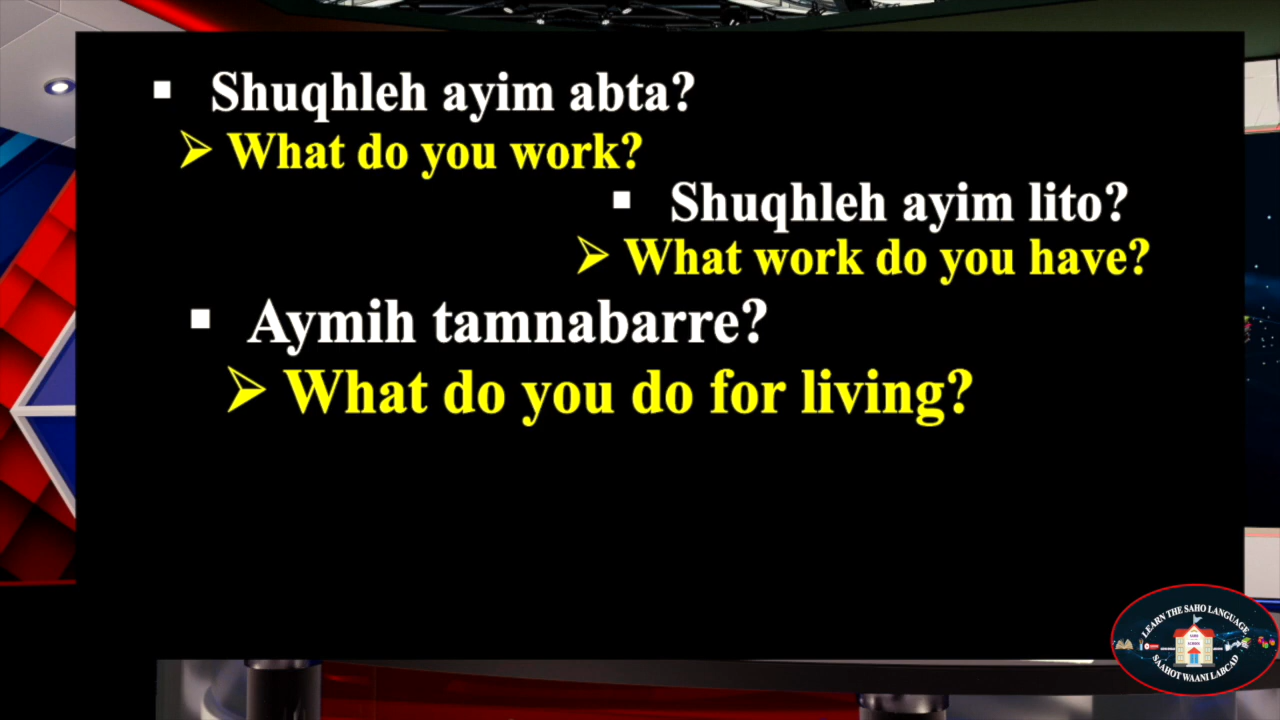 Shuqhleh ayim abta?
What do you work?
Shuqhleh ayim lito?
What work do you have?
Aymih tamnabarre?
What do you do for living?
LEARN THE SAHO LANGUAGE
SAAHOT WAANI LABCAD